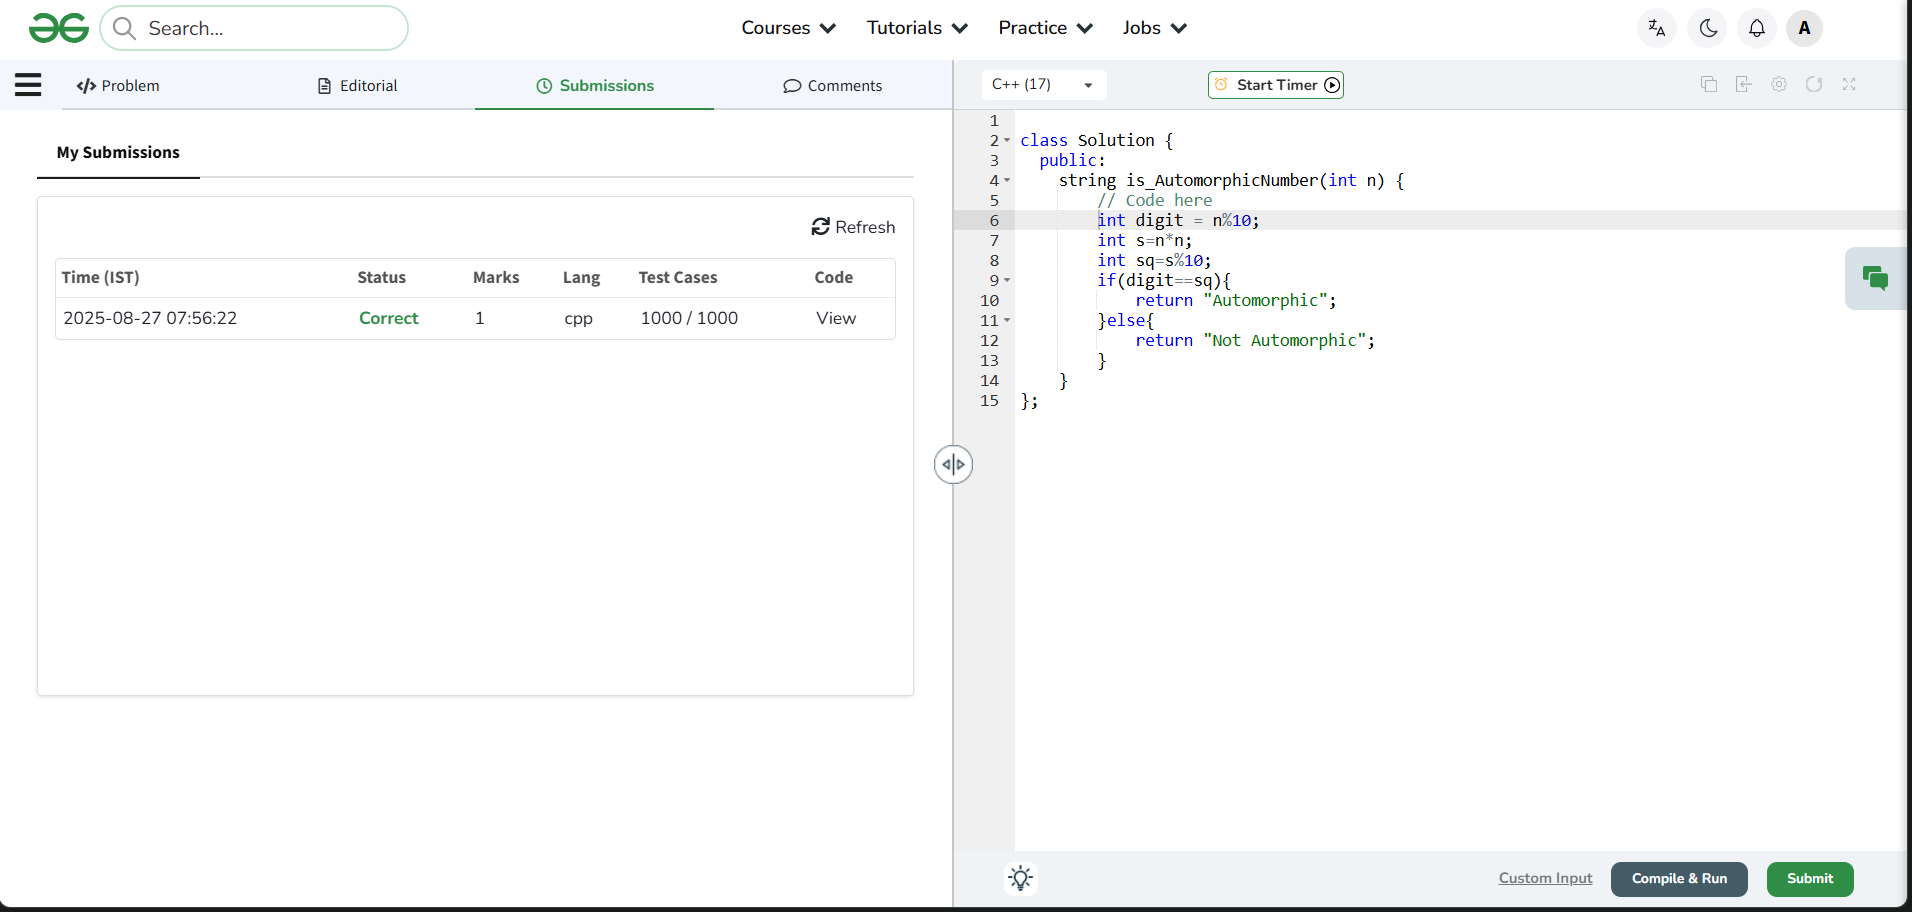 Search...
Courses
Tutorials
Practice
Jobs
A
Problem
Editorial
Submissions
Comments
C++ (17)
Start Timer
My Submissions
Refresh
Time (IST) Status Marks Lang Test Cases Code
2025-08-27 07:56:22 Correct 1 cpp 1000 / 1000 View
1
2 class Solution {
3   public:
4     string is_AutomorphicNumber(int n) {
5         // Code here
6         int digit = n%10;
7         int s=n*n;
8         int sq=s%10;
9         if(digit==sq){
10             return "Automorphic";
11         }else{
12             return "Not Automorphic";
13         }
14     }
15 };
Custom Input
Compile & Run
Submit